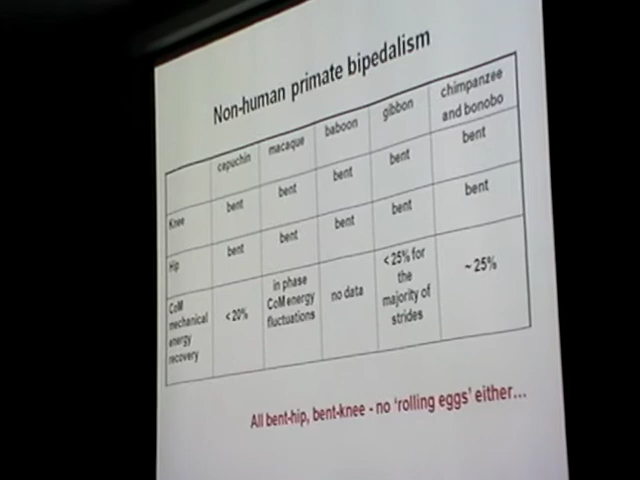 Non-human primate bipedalism
capuchin macaque baboon gibbon chimpanzee and bonobo
Knee bent bent bent bent bent
Hip bent bent bent bent bent
CoM mechanical energy recovery < 20% in phase CoM energy fluctuations no data < 25% for the majority of strides ~ 25%
All bent-hip, bent-knee - no 'rolling eggs' either...